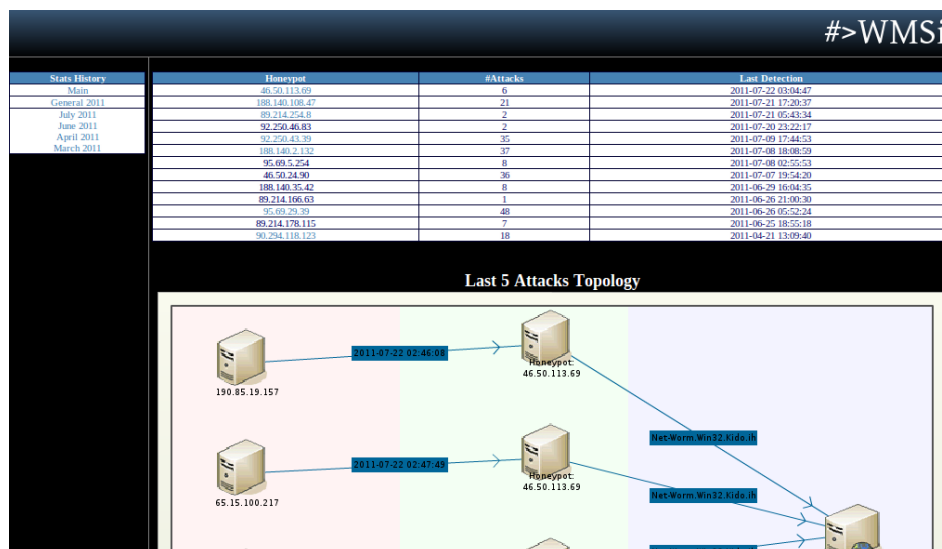 #>WMSi
Stats History
Main
General 2011
July 2011
June 2011
April 2011
March 2011
Honeypot #Attacks Last Detection
46.50.113.69 6 2011-07-22 03:04:47
188.140.108.47 21 2011-07-21 17:20:37
89.214.254.8 2 2011-07-21 05:43:34
92.250.46.83 2 2011-07-20 23:22:17
92.250.43.39 35 2011-07-09 17:44:53
188.140.2.132 37 2011-07-08 18:08:59
95.69.5.254 8 2011-07-08 02:55:53
46.50.24.90 36 2011-07-07 19:54:20
188.140.35.42 8 2011-06-29 16:04:35
89.214.166.63 1 2011-06-26 21:00:30
95.69.29.39 48 2011-06-26 05:52:24
89.214.178.115 7 2011-06-25 18:55:18
90.294.118.123 18 2011-04-21 13:09:40
Last 5 Attacks Topology
2011-07-22 02:46:08
Honeypot:
46.50.113.69
190.85.19.157
Net-Worm.Win32.Kido.ih
2011-07-22 02:47:49
Honeypot:
46.50.113.69
65.15.100.217
Net-Worm.Win32.Kido.ih